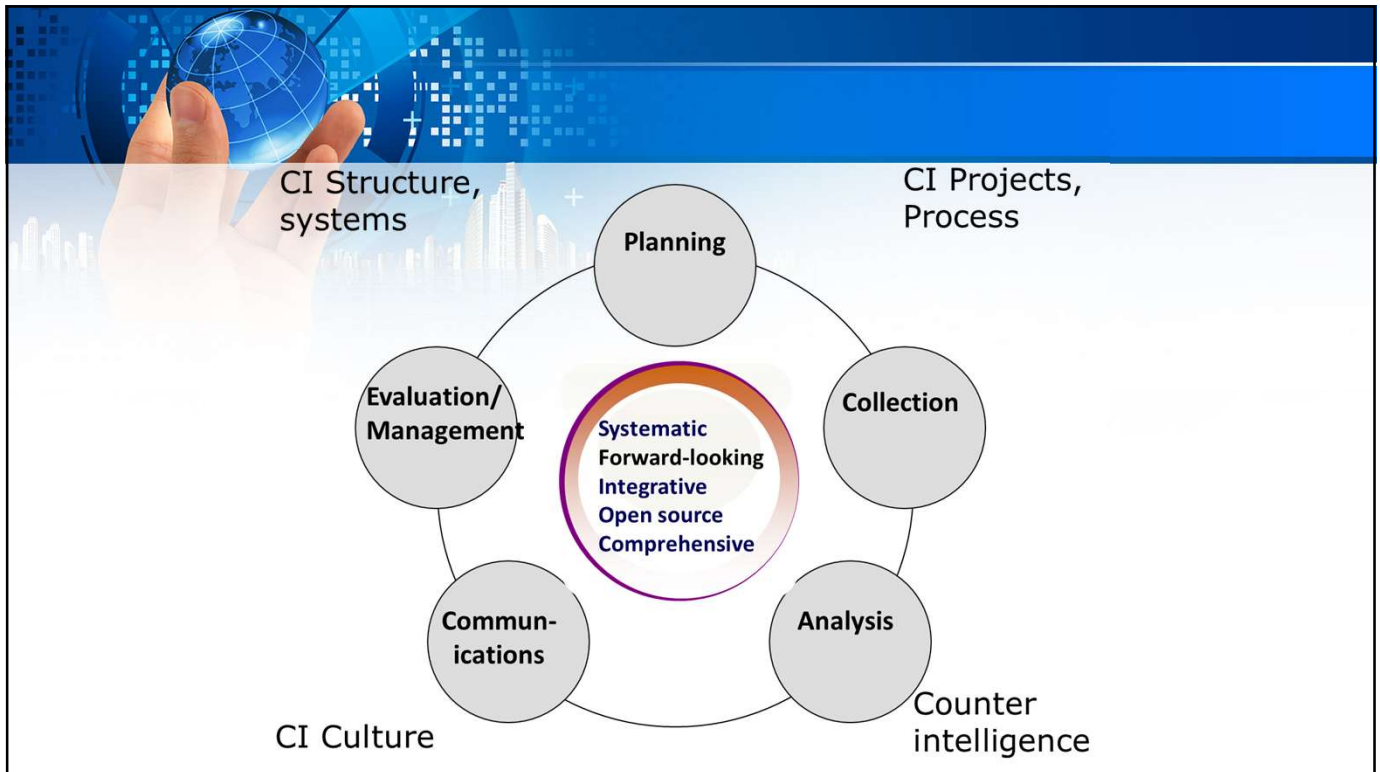 CI Structure,
systems
CI Projects,
Process
Planning
Evaluation/
Management
Collection
Systematic
Forward-looking
Integrative
Open source
Comprehensive
Commun-
ications
Analysis
CI Culture
Counter
intelligence